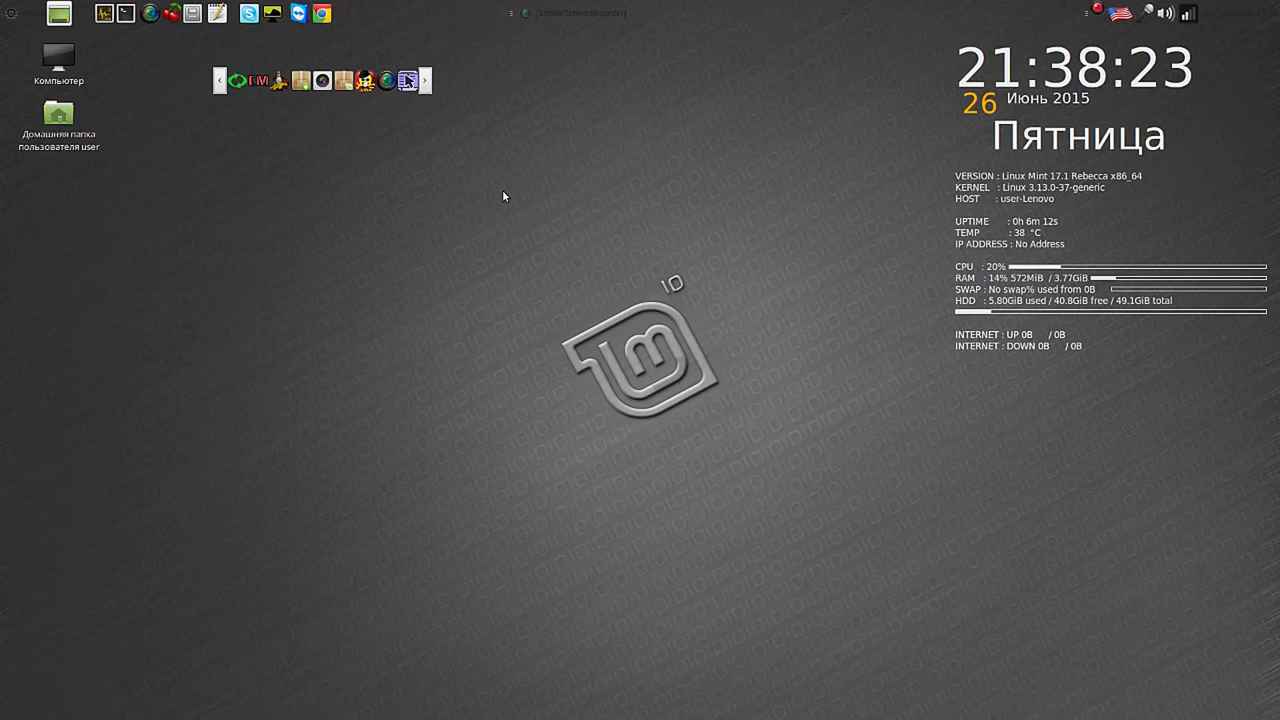 [SimpleScreenRecorder]
Компьютер
Домашняя папка
пользователя user
21:38:23
26 Июнь 2015
Пятница
VERSION : Linux Mint 17.1 Rebecca x86_64
KERNEL : Linux 3.13.0-37-generic
HOST : user-Lenovo
UPTIME : 0h 6m 12s
TEMP : 38 °C
IP ADDRESS : No Address
CPU : 20%
RAM : 14% 572MiB / 3.77GiB
SWAP : No swap% used from 0B
HDD : 5.80GiB used / 40.8GiB free / 49.1GiB total
INTERNET : UP 0B / 0B
INTERNET : DOWN 0B / 0B